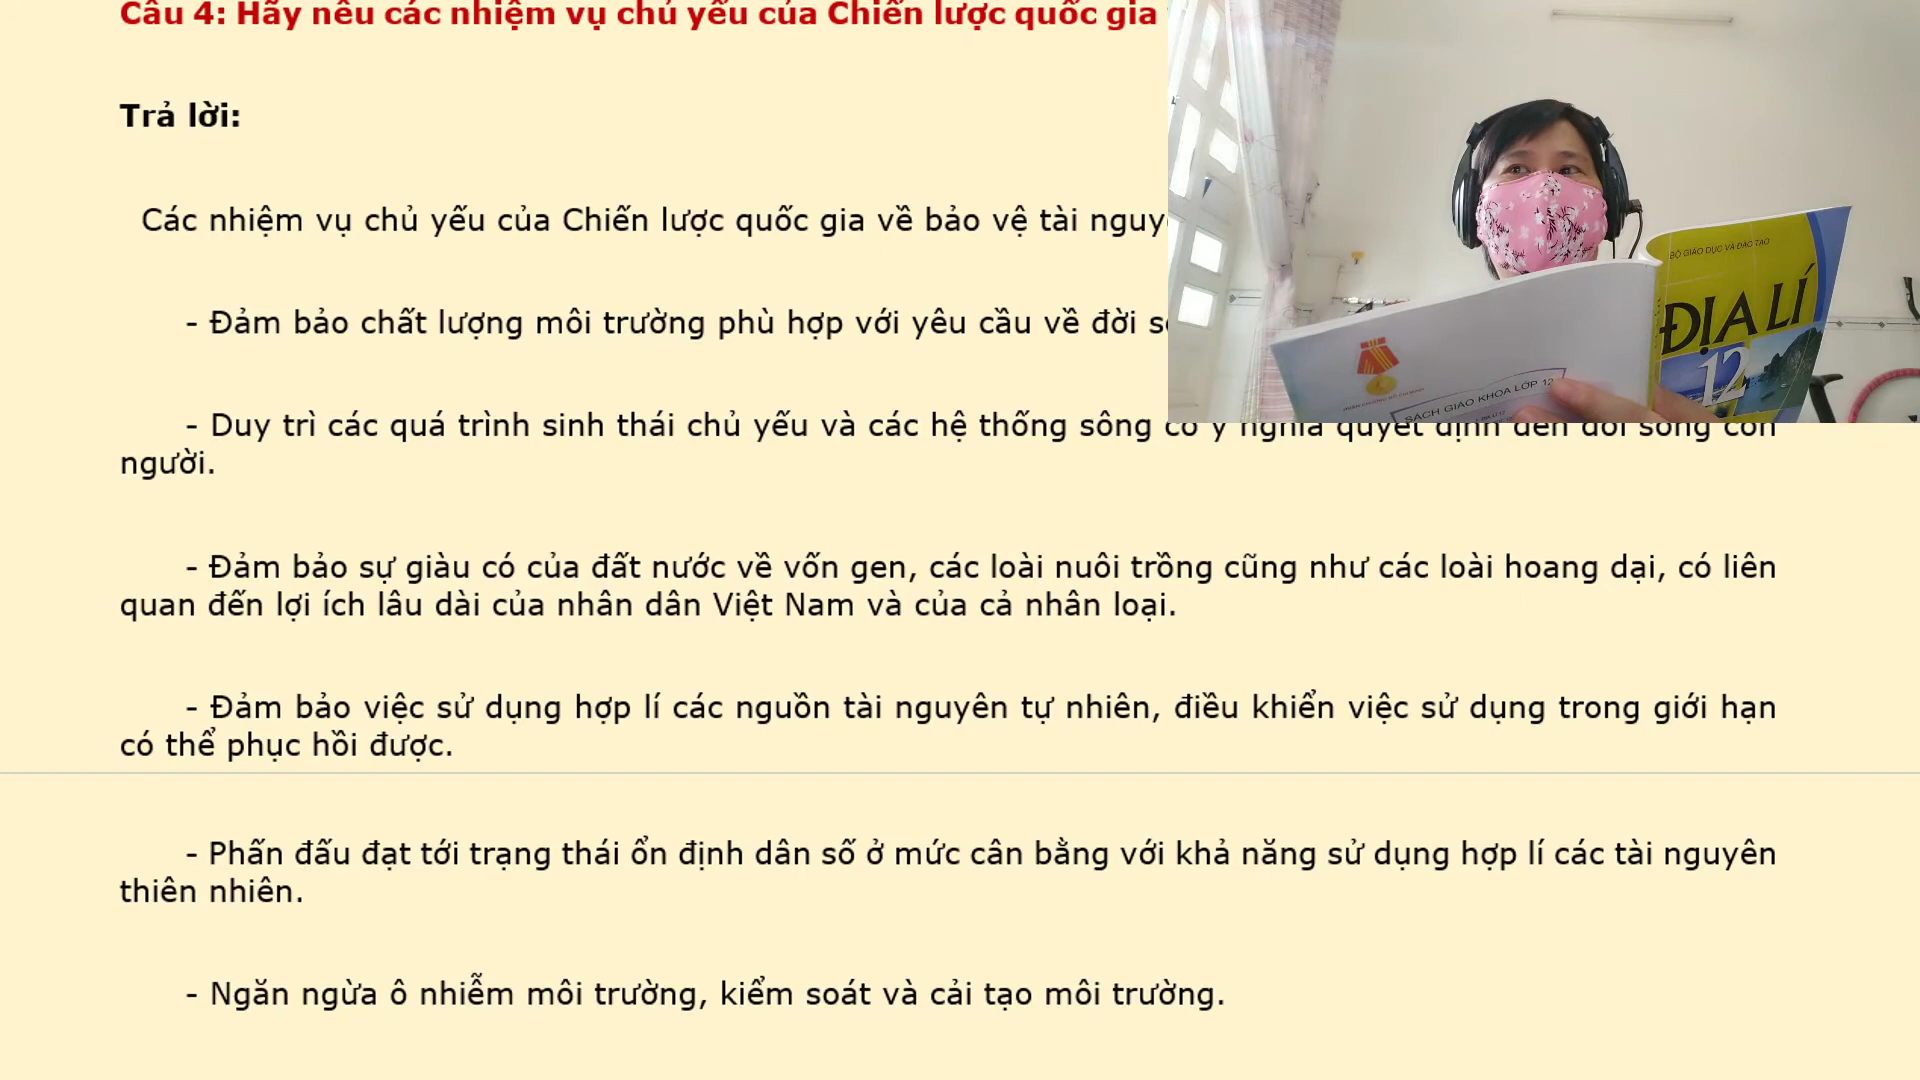 Câu 4: Hãy nêu các nhiệm vụ chủ yếu của Chiến lược quốc gia
Trả lời:
Các nhiệm vụ chủ yếu của Chiến lược quốc gia về bảo vệ tài
- Đảm bảo chất lượng môi trường phù hợp với yêu cầu về đời
- Duy trì các quá trình sinh thái chủ yếu và các hệ thống sông có ý nghĩa quyết định đến đời sống con
người.
- Đảm bảo sự giàu có của đất nước về vốn gen, các loài nuôi trồng cũng như các loài hoang dại, có liên
quan đến lợi ích lâu dài của nhân dân Việt Nam và của cả nhân loại.
- Đảm bảo việc sử dụng hợp lí các nguồn tài nguyên tự nhiên, điều khiển việc sử dụng trong giới hạn
có thể phục hồi được.
- Phấn đấu đạt tới trạng thái ổn định dân số ở mức cân bằng với khả năng sử dụng hợp lí các tài nguyên
thiên nhiên.
- Ngăn ngừa ô nhiễm môi trường, kiểm soát và cải tạo môi trường.
BỘ GIÁO DỤC VÀ ĐÀO TẠO
ĐỊA LÍ
12
SÁCH GIÁO KHOA LỚP 12